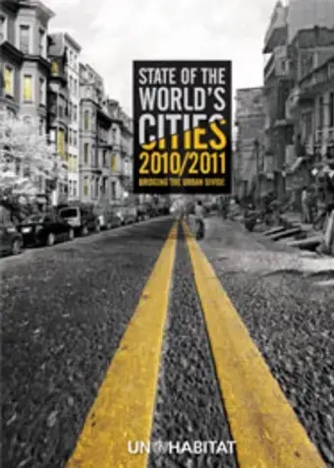 STATE OF THE
WORLD'S
CITIES
2010/2011
BRIDGING THE URBAN DIVIDE
UN HABITAT